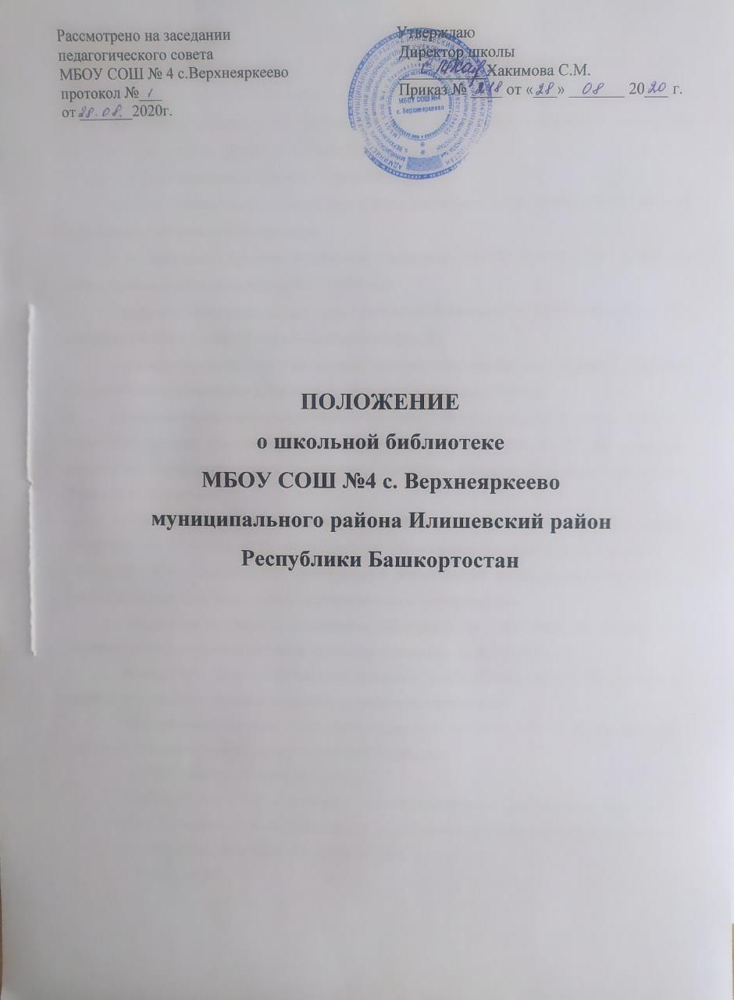 Рассмотрено на заседании
педагогического совета
МБОУ СОШ № 4 с.Верхнеяркеево
протокол № 1
от 28.08. 2020г.
Утверждаю
Директор школы
Хакимова С.М.
Приказ № 218 от «28» 08 2020 г.
МБОУ СОШ №4
с. Верхнеяркеево
ПОЛОЖЕНИЕ
о школьной библиотеке
МБОУ СОШ №4 с. Верхнеяркеево
муниципального района Илишевский район
Республики Башкортостан